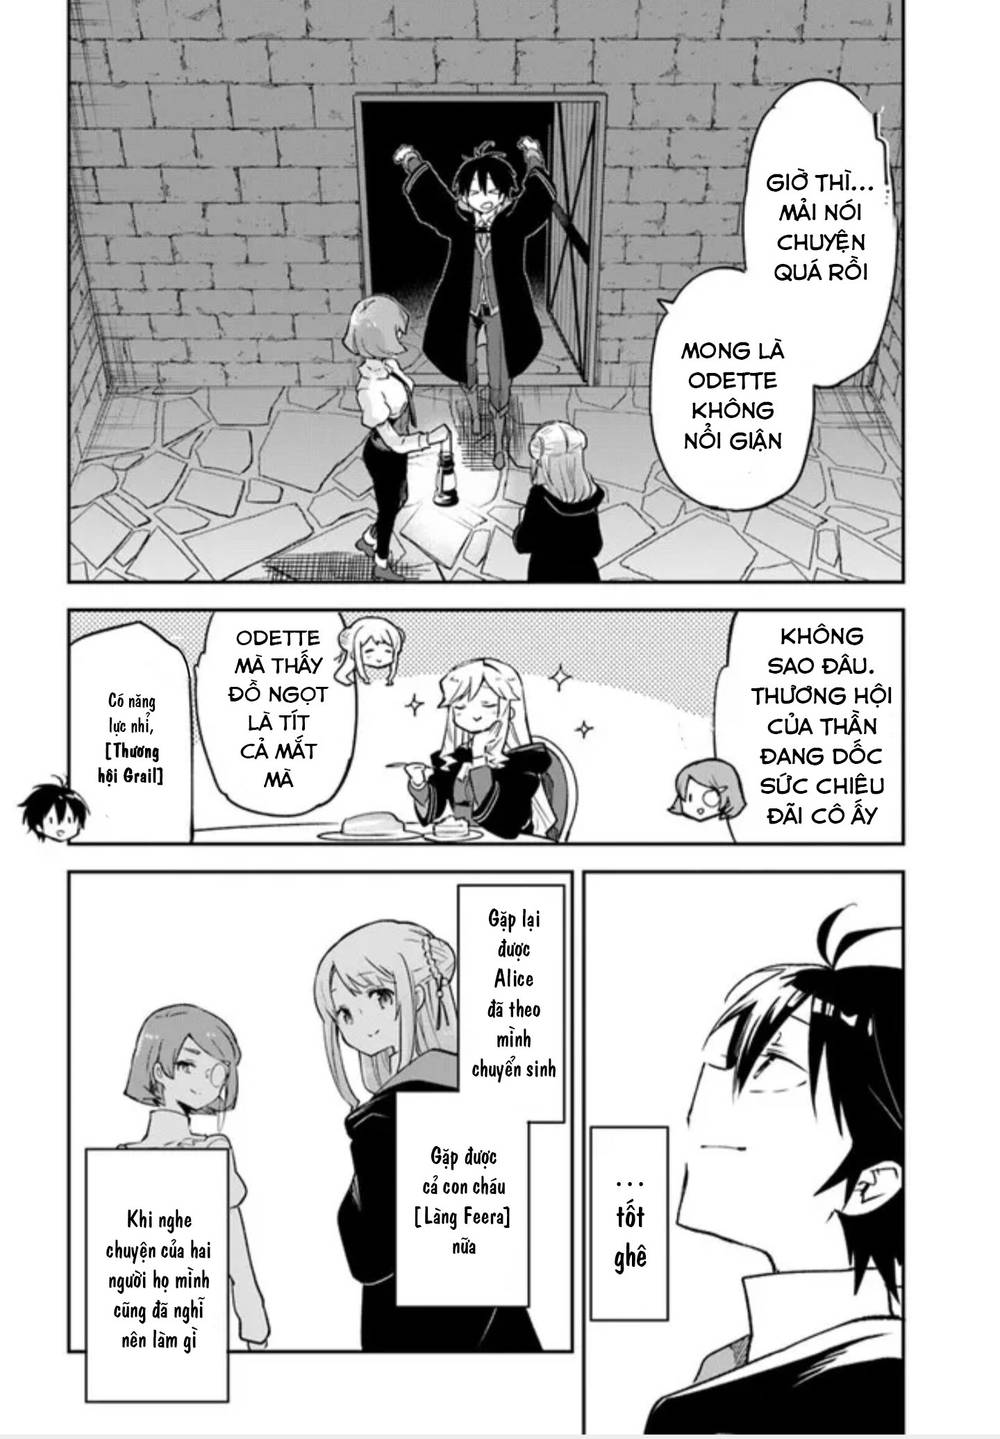 GIỜ THÌ...
MẢI NÓI
CHUYỆN
QUÁ RỒI
MONG LÀ
ODETTE
KHÔNG
NỔI GIẬN
KHÔNG
SAO ĐÂU.
THƯƠNG HỘI
CỦA THẦN
ĐANG DỐC
SỨC CHIÊU
ĐÃI CÔ ẤY
ODETTE
MÀ THẤY
ĐỒ NGỌT
LÀ TÍT
CẢ MẮT
MÀ
Có năng
lực nhỉ,
[Thương
hội Grail]
...
tốt
ghê
Gặp lại
được
Alice
đã theo
mình
chuyển sinh
Gặp được
cả con cháu
[Làng Feera]
nữa
Khi nghe
chuyện của hai
người họ mình
cũng đã nghĩ
nên làm gì